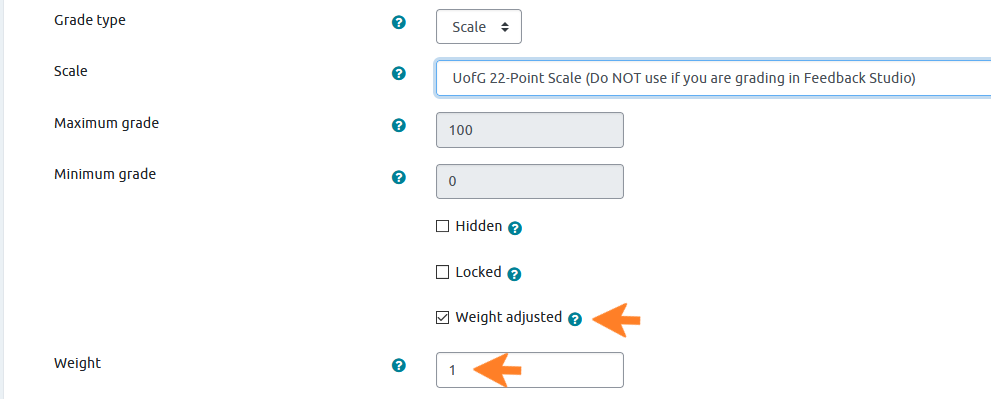 Grade type ? Scale
Scale ? UofG 22-Point Scale (Do NOT use if you are grading in Feedback Studio)
Maximum grade ? 100
Minimum grade ? 0
Hidden ?
Locked ?
Weight adjusted ?
Weight ? 1